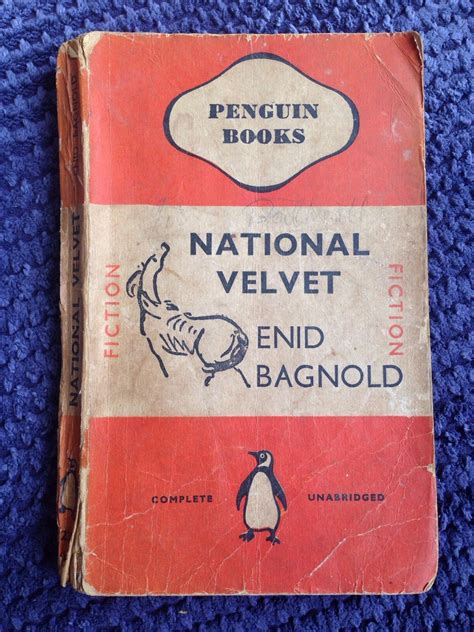 PENGUIN
BOOKS
NATIONAL
VELVET
ENID
BAGNOLD
FICTION
FICTION
COMPLETE
UNABRIDGED
NATIONAL VELVET